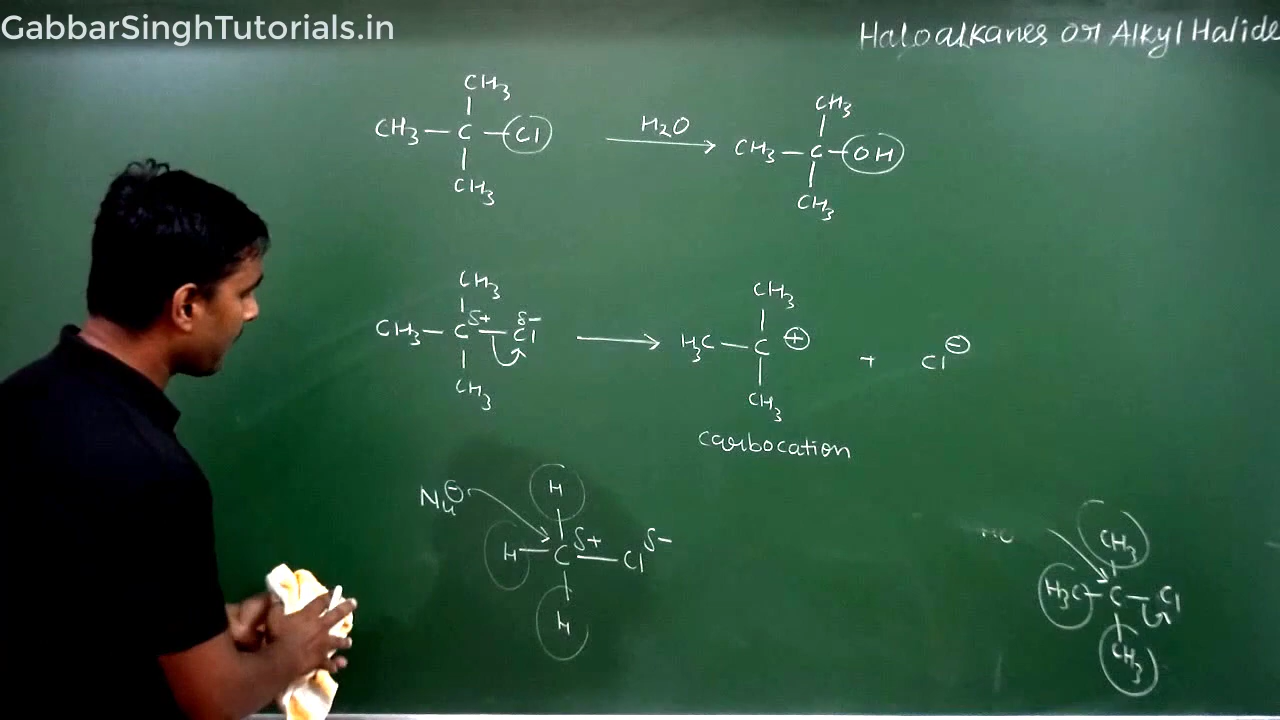 GabbarSinghTutorials.in
Haloalkanes or Alkyl Halide
CH3
CH3 — C — Cl
CH3
H2O
CH3
CH3 — C — OH
CH3
CH3
CH3 — C δ+ — Cl δ-
CH3
CH3
H3C — C ⊕ + Cl ⊖
CH3
carbocation
Nu ⊖
H
H — C δ+ — Cl δ-
H
CH3
H3C — C — Cl
CH3